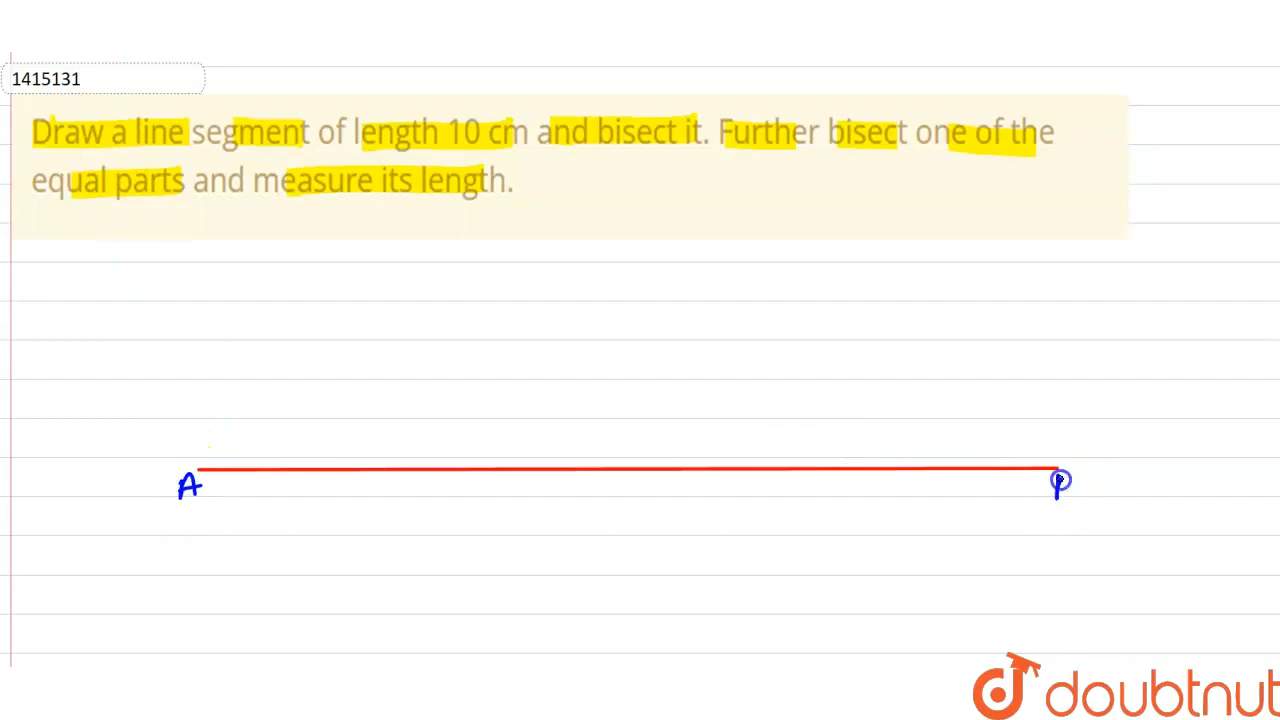 1415131
Draw a line segment of length 10 cm and bisect it. Further bisect one of the
equal parts and measure its length.
A
doubtnut